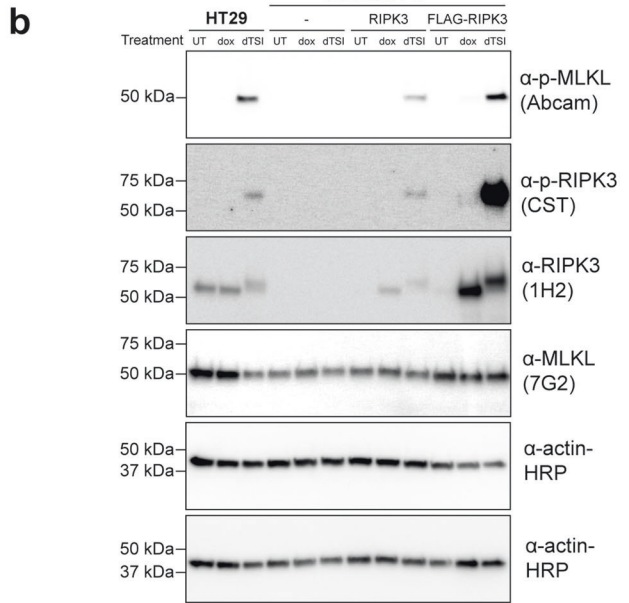 b
HT29 - RIPK3 FLAG-RIPK3
Treatment UT dox dTSI UT dox dTSI UT dox dTSI UT dox dTSI
50 kDa
α-p-MLKL
(Abcam)
75 kDa
50 kDa
α-p-RIPK3
(CST)
75 kDa
50 kDa
α-RIPK3
(1H2)
75 kDa
50 kDa
α-MLKL
(7G2)
50 kDa
37 kDa
α-actin-
HRP
50 kDa
37 kDa
α-actin-
HRP